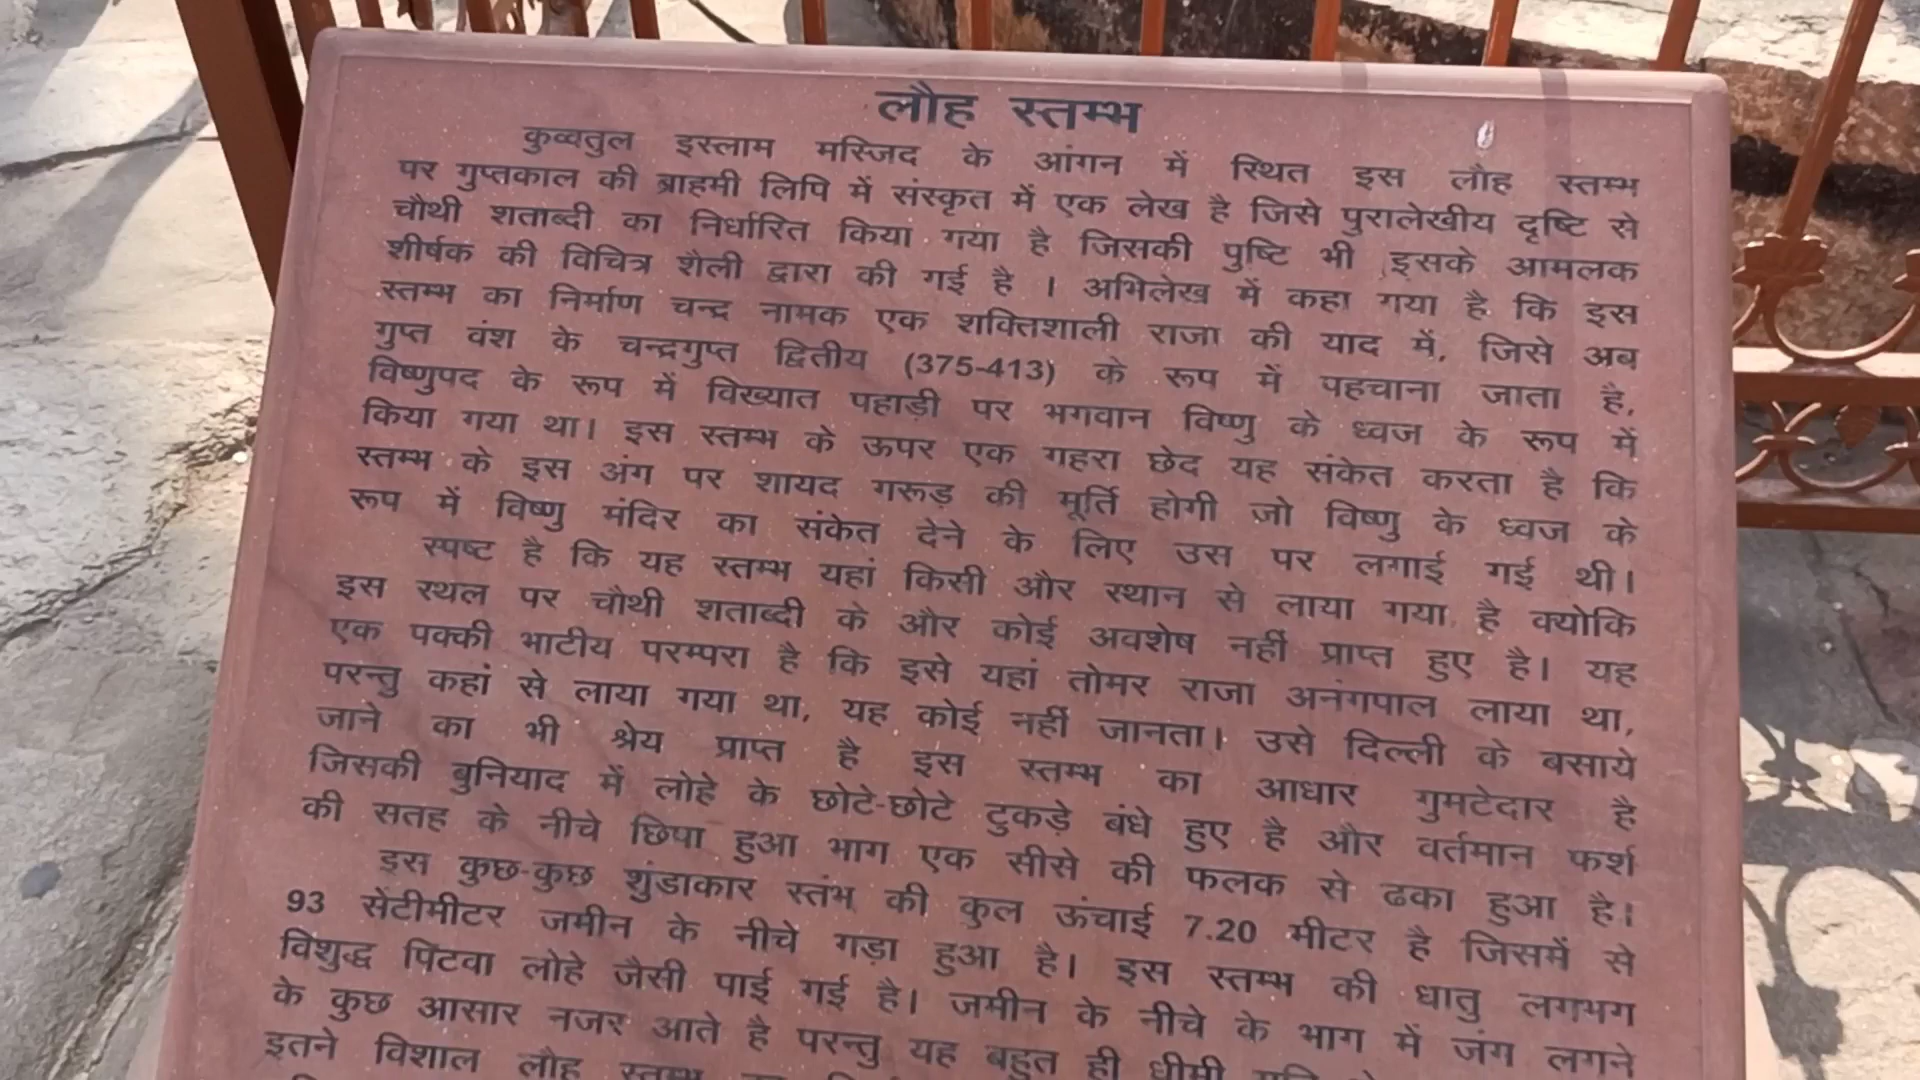 लौह स्तम्भ
कुव्वतुल इस्लाम मस्जिद के आंगन में स्थित इस लौह स्तम्भ
पर गुप्तकाल की ब्राहमी लिपि में संस्कृत में एक लेख है जिसे पुरालेखीय दृष्टि से
चौथी शताब्दी का निर्धारित किया गया है जिसकी पुष्टि भी इसके आमलक
शीर्षक की विचित्र शैली द्वारा की गई है । अभिलेख में कहा गया है कि इस
स्तम्भ का निर्माण चन्द्र नामक एक शक्तिशाली राजा की याद में, जिसे अब
गुप्त वंश के चन्द्रगुप्त द्वितीय (375-413) के रूप में पहचाना जाता है,
विष्णुपद के रूप में विख्यात पहाड़ी पर भगवान विष्णु के ध्वज के रूप में
किया गया था। इस स्तम्भ के ऊपर एक गहरा छेद यह संकेत करता है कि
स्तम्भ के इस अंग पर शायद गरूड़ की मूर्ति होगी जो विष्णु के ध्वज के
रूप में विष्णु मंदिर का संकेत देने के लिए उस पर लगाई गई थी।
स्पष्ट है कि यह स्तम्भ यहां किसी और स्थान से लाया गया है क्योकि
इस स्थल पर चौथी शताब्दी के और कोई अवशेष नहीं प्राप्त हुए है। यह
एक पक्की भाटीय परम्परा है कि इसे यहां तोमर राजा अनंगपाल लाया था,
परन्तु कहां से लाया गया था, यह कोई नहीं जानता। उसे दिल्ली के बसाये
जाने का भी श्रेय प्राप्त है इस स्तम्भ का आधार गुमटेदार है
जिसकी बुनियाद में लोहे के छोटे-छोटे टुकड़े बंधे हुए है और वर्तमान फर्श
की सतह के नीचे छिपा हुआ भाग एक सीसे की फलक से ढका हुआ है।
इस कुछ-कुछ शुंडाकार स्तंभ की कुल ऊंचाई 7.20 मीटर है जिसमें से
93 सेंटीमीटर जमीन के नीचे गड़ा हुआ है। इस स्तम्भ की धातु लगभग
विशुद्ध पिटवा लोहे जैसी पाई गई है। जमीन के नीचे के भाग में जंग लगने
के कुछ आसार नजर आते है परन्तु यह बहुत ही धीमी
इतने विशाल लौह स्तम्भ